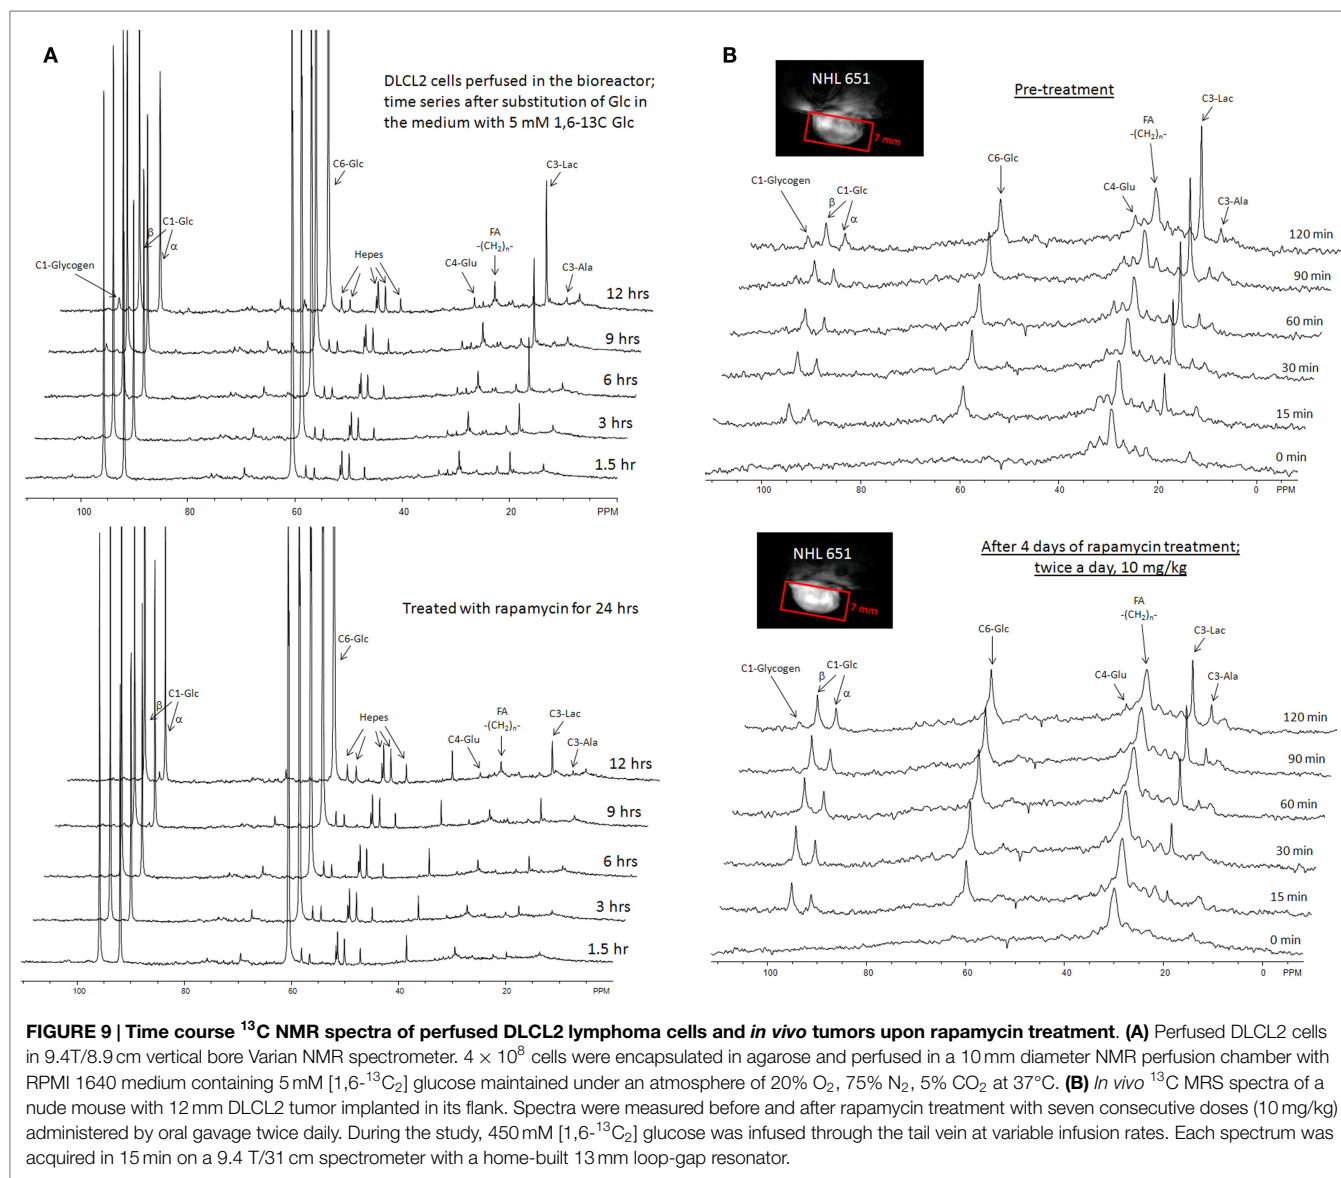 A
DLCL2 cells perfused in the bioreactor;
time series after substitution of Glc in
the medium with 5 mM 1,6-13C Glc
C6-Glc
C3-Lac
C1-Glc
β
α
C1-Glycogen
Hepes
FA
-(CH2)n-
C4-Glu
C3-Ala
12 hrs
9 hrs
6 hrs
3 hrs
1.5 hr
100
80
60
40
20
PPM
Treated with rapamycin for 24 hrs
C6-Glc
C1-Glc
β
α
Hepes
FA
-(CH2)n-
C3-Lac
C4-Glu
C3-Ala
12 hrs
9 hrs
6 hrs
3 hrs
1.5 hr
100
80
60
40
20
PPM
B
NHL 651
7 mm
Pre-treatment
C3-Lac
FA
-(CH2)n-
C6-Glc
C1-Glycogen
C1-Glc
β
α
C4-Glu
C3-Ala
120 min
90 min
60 min
30 min
15 min
0 min
100
80
60
40
20
0
PPM
NHL 651
7 mm
After 4 days of rapamycin treatment;
twice a day, 10 mg/kg
FA
-(CH2)n-
C6-Glc
C3-Lac
C1-Glycogen
C1-Glc
β
α
C4-Glu
C3-Ala
120 min
90 min
60 min
30 min
15 min
0 min
100
80
60
40
20
0
PPM
FIGURE 9 | Time course 13C NMR spectra of perfused DLCL2 lymphoma cells and in vivo tumors upon rapamycin treatment. (A) Perfused DLCL2 cells
in 9.4T/8.9 cm vertical bore Varian NMR spectrometer. 4 × 10⁸ cells were encapsulated in agarose and perfused in a 10 mm diameter NMR perfusion chamber with
RPMI 1640 medium containing 5 mM [1,6-¹³C₂] glucose maintained under an atmosphere of 20% O₂, 75% N₂, 5% CO₂ at 37°C. (B) In vivo ¹³C MRS spectra of a
nude mouse with 12 mm DLCL2 tumor implanted in its flank. Spectra were measured before and after rapamycin treatment with seven consecutive doses (10 mg/kg)
administered by oral gavage twice daily. During the study, 450 mM [1,6-¹³C₂] glucose was infused through the tail vein at variable infusion rates. Each spectrum was
acquired in 15 min on a 9.4 T/31 cm spectrometer with a home-built 13 mm loop-gap resonator.